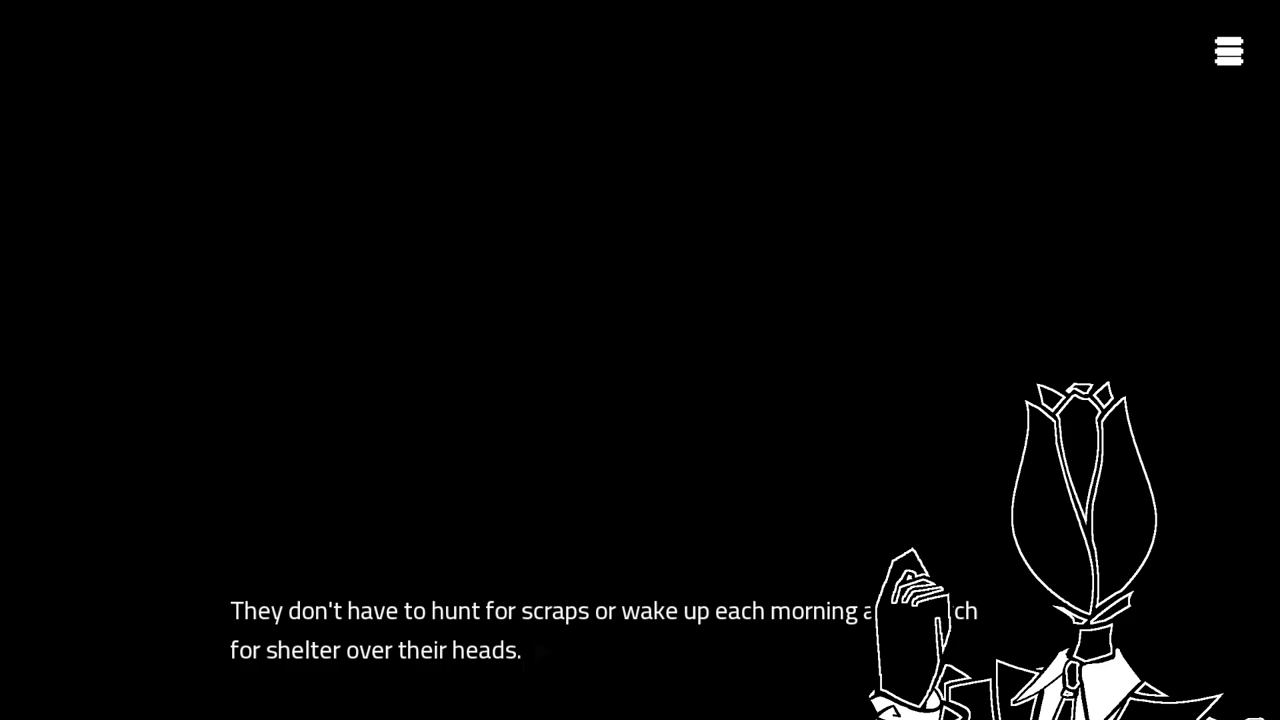 They don't have to hunt for scraps or wake up each morning
for shelter over their heads.